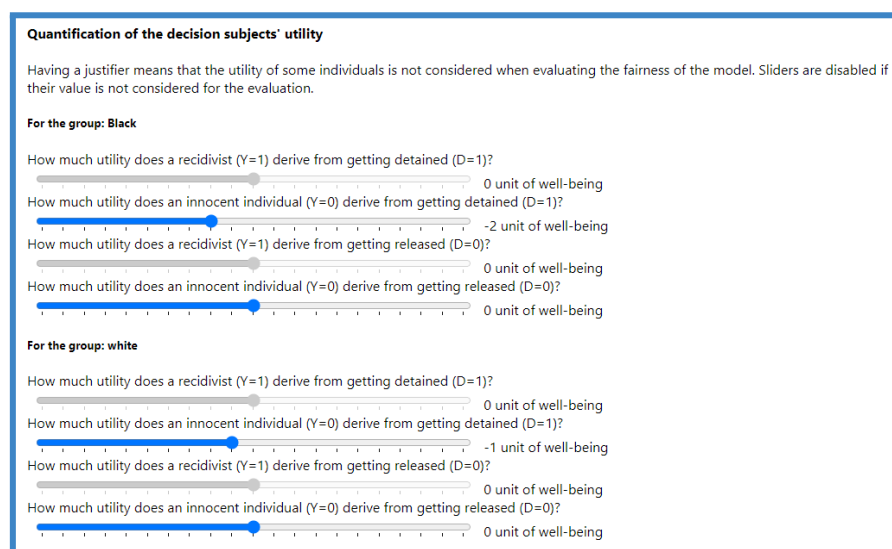 Quantification of the decision subjects' utility
Having a justifier means that the utility of some individuals is not considered when evaluating the fairness of the model. Sliders are disabled if
their value is not considered for the evaluation.
For the group: Black
How much utility does a recidivist (Y=1) derive from getting detained (D=1)?
0 unit of well-being
How much utility does an innocent individual (Y=0) derive from getting detained (D=1)?
-2 unit of well-being
How much utility does a recidivist (Y=1) derive from getting released (D=0)?
0 unit of well-being
How much utility does an innocent individual (Y=0) derive from getting released (D=0)?
0 unit of well-being
For the group: white
How much utility does a recidivist (Y=1) derive from getting detained (D=1)?
0 unit of well-being
How much utility does an innocent individual (Y=0) derive from getting detained (D=1)?
-1 unit of well-being
How much utility does a recidivist (Y=1) derive from getting released (D=0)?
0 unit of well-being
How much utility does an innocent individual (Y=0) derive from getting released (D=0)?
0 unit of well-being